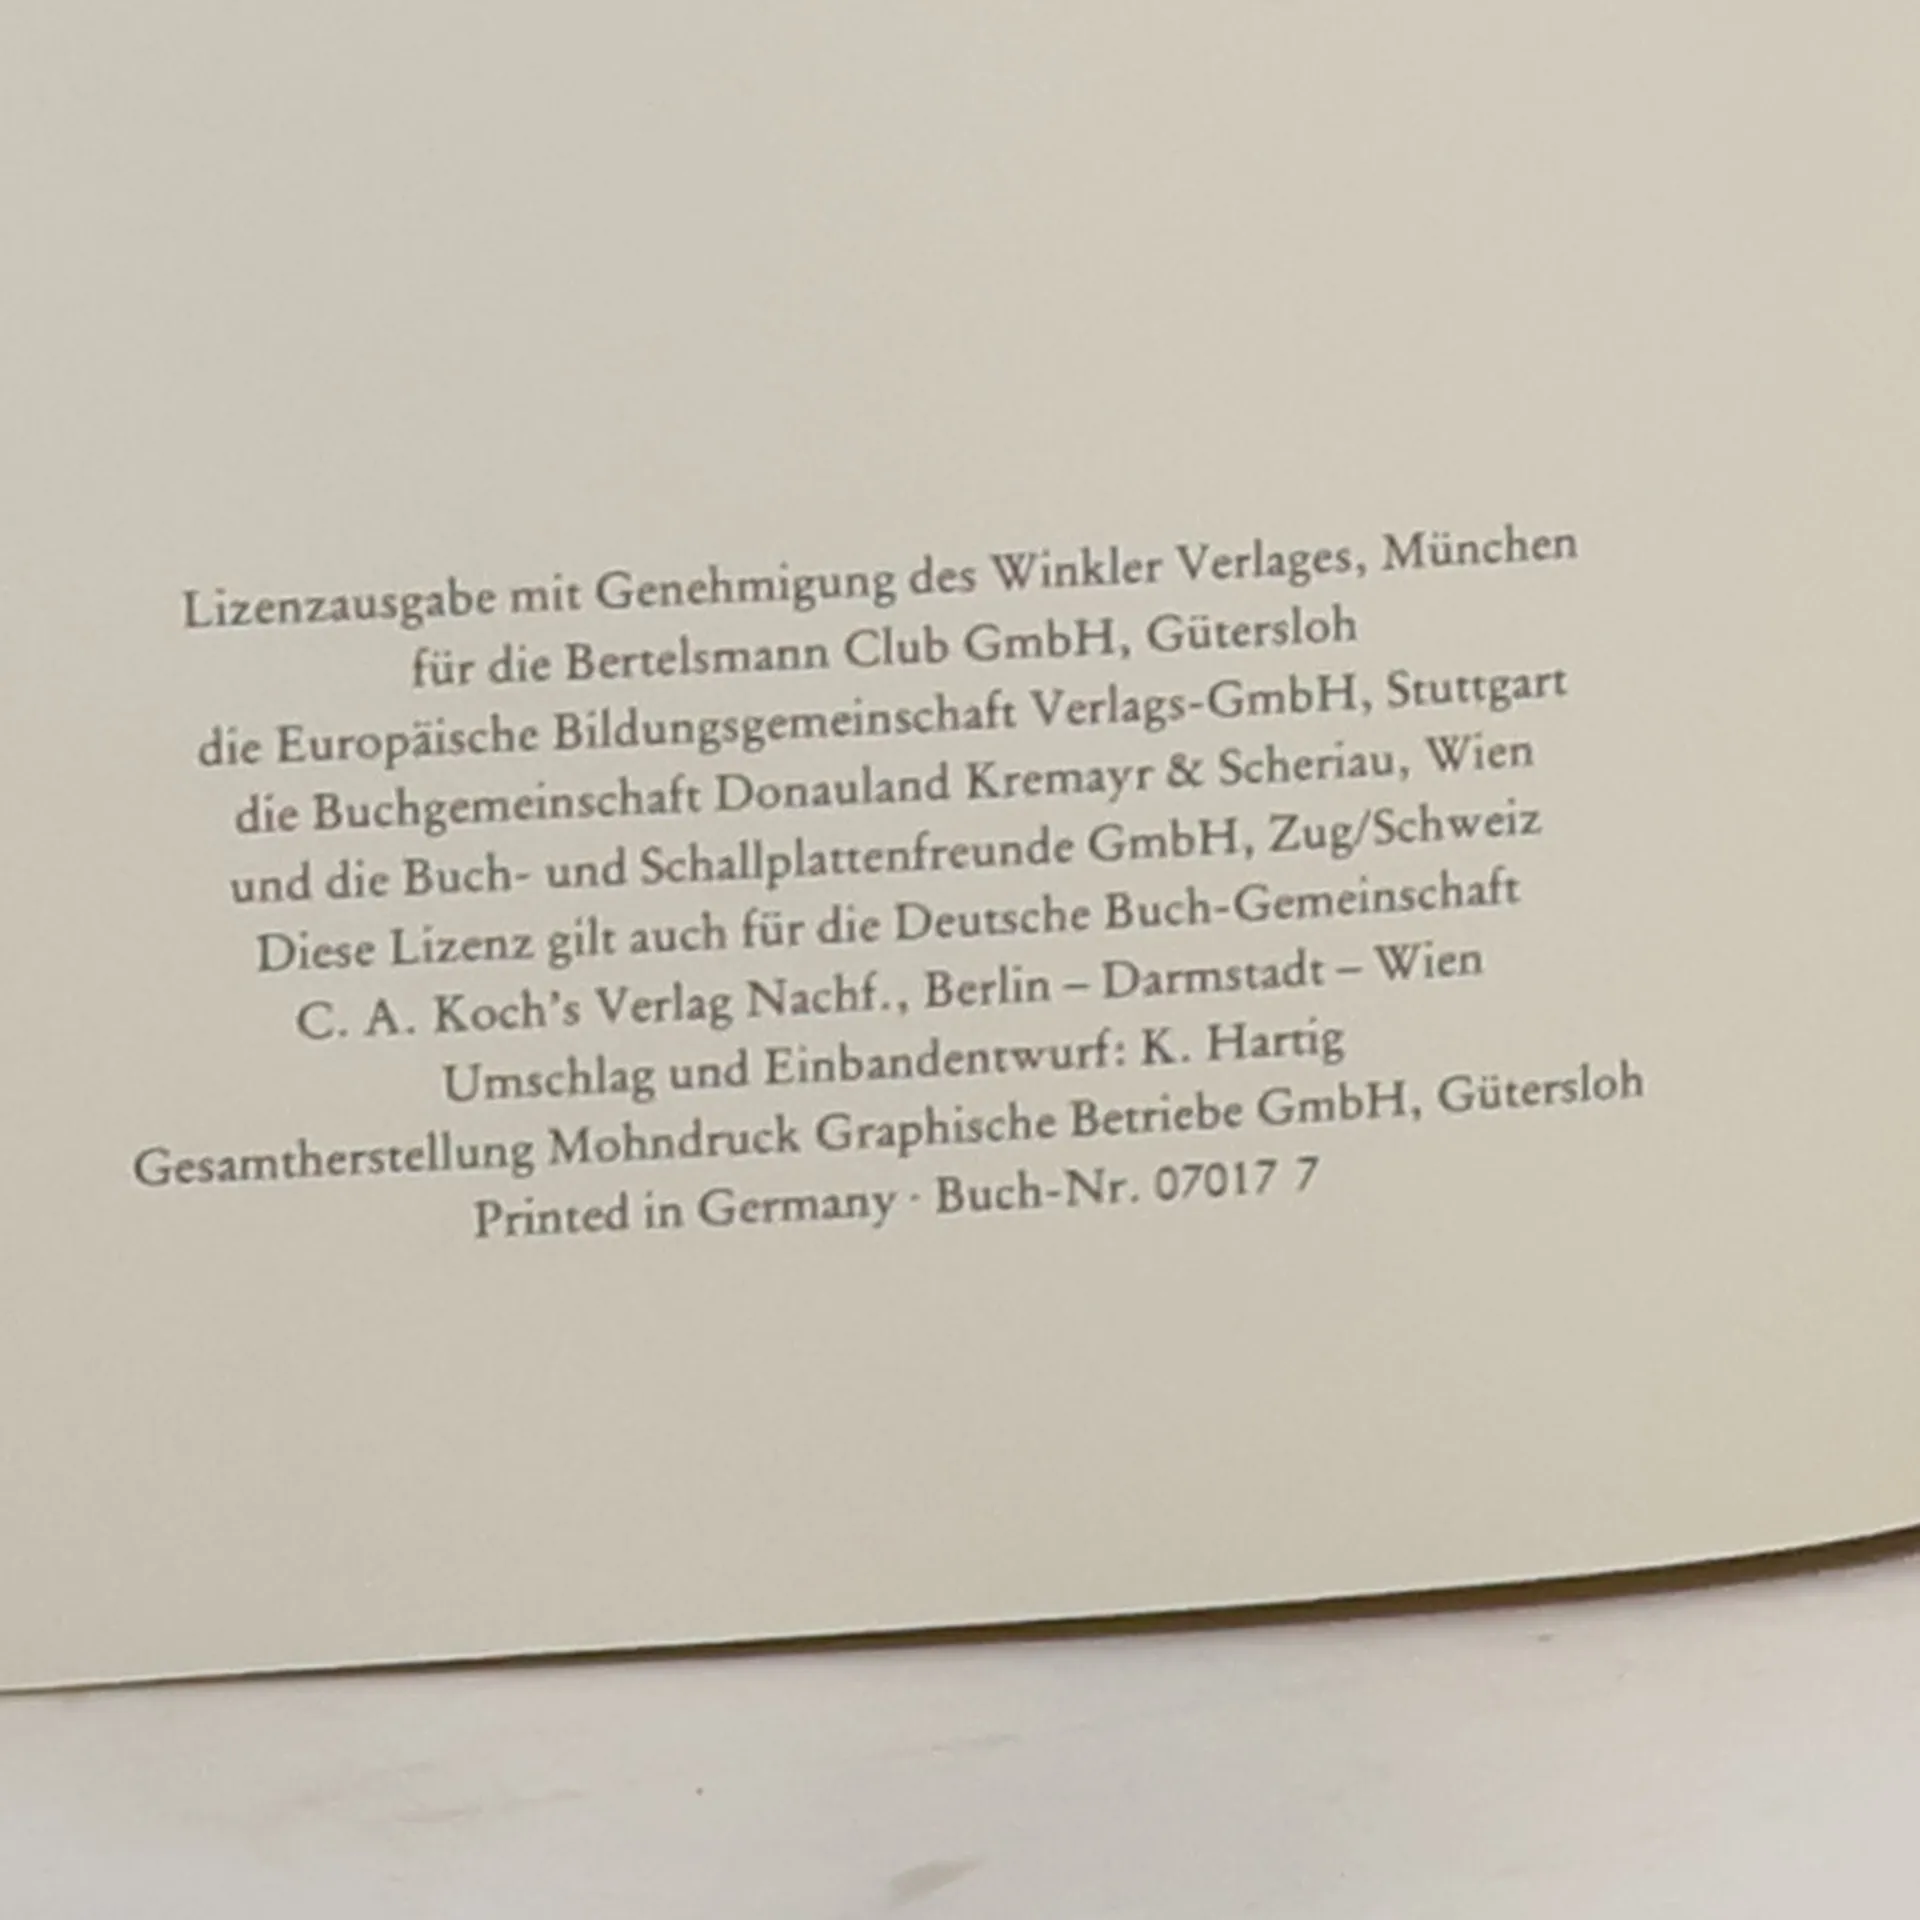 Lizenzausgabe mit Genehmigung des Winkler Verlages, München
für die Bertelsmann Club GmbH, Gütersloh
die Europäische Bildungsgemeinschaft Verlags-GmbH, Stuttgart
die Buchgemeinschaft Donauland Kremayr & Scheriau, Wien
und die Buch- und Schallplattenfreunde GmbH, Zug/Schweiz
Diese Lizenz gilt auch für die Deutsche Buch-Gemeinschaft
C. A. Koch's Verlag Nachf., Berlin – Darmstadt – Wien
Umschlag und Einbandentwurf: K. Hartig
Gesamtherstellung Mohndruck Graphische Betriebe GmbH, Gütersloh
Printed in Germany · Buch-Nr. 07017 7